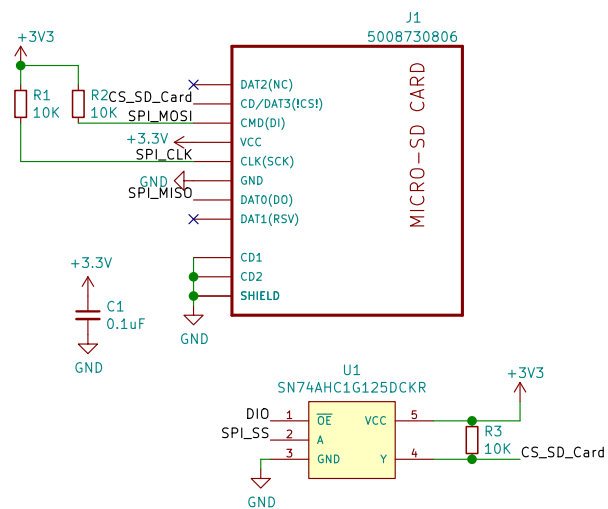 J1
5008730806
+3V3
DAT2(NC)
CS_SD_Card
CD/DAT3(!CS!)
R1
10K
R2
10K
SPI_MOSI
CMD(DI)
+3.3V
VCC
SPI_CLK
CLK(SCK)
GND
GND
SPI_MISO
DAT0(DO)
DAT1(RSV)
MICRO-SD CARD
CD1
CD2
SHIELD
GND
+3.3V
C1
0.1uF
GND
U1
SN74AHC1G125DCKR
+3V3
DIO
1
OE
VCC
5
SPI_SS
2
A
R3
10K
3
GND
Y
4
CS_SD_Card
GND